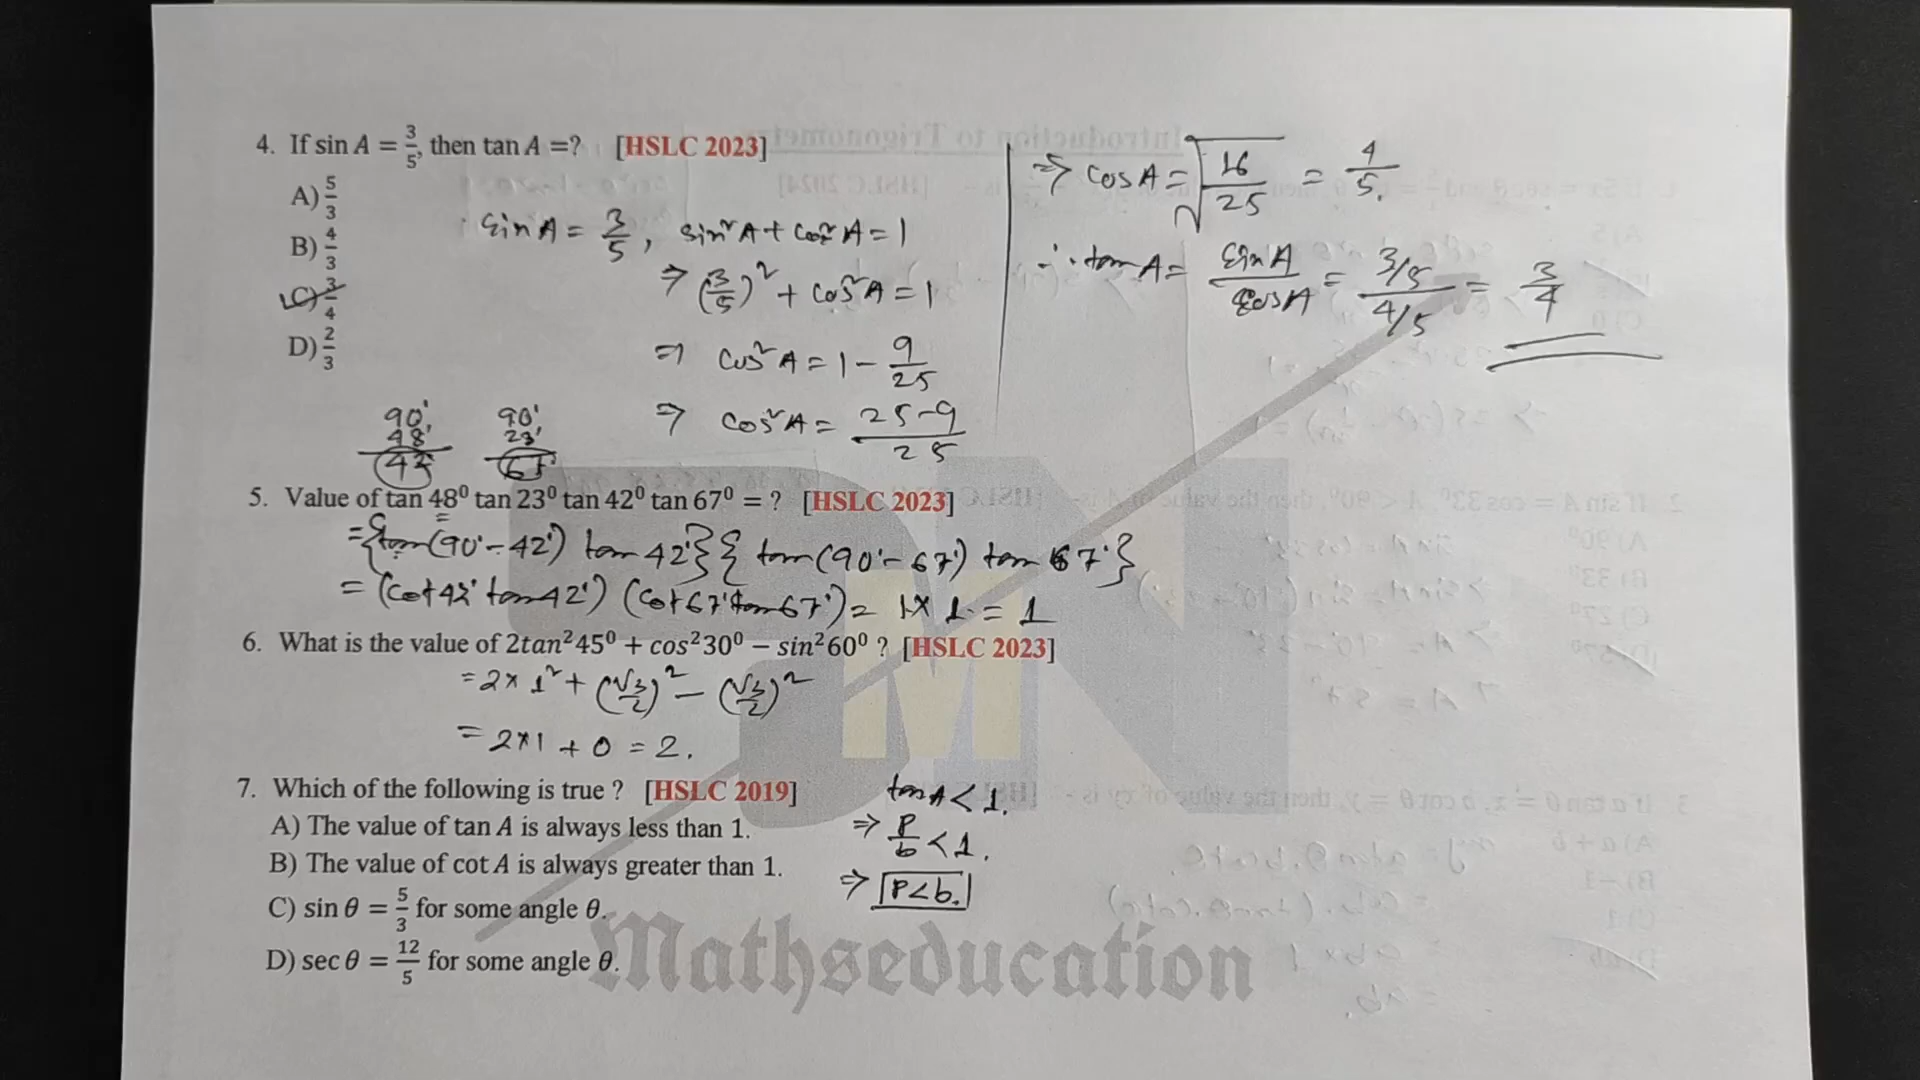 4. If sin A = 3/5, then tan A =? [HSLC 2023]
A) 5/3
B) 4/3
C) 3/4
D) 2/3
sin A = 3/5, sin²A + cos²A = 1
⇒ (3/5)² + cos²A = 1
⇒ cos²A = 1 - 9/25
⇒ cos²A = 25-9/25
⇒ cos A = √16/25 = 4/5.
∴ tan A = sin A/cos A = 3/5/4/5 = 3/4
90° 90°
48° 23°
42 67
5. Value of tan 48⁰ tan 23⁰ tan 42⁰ tan 67⁰ = ? [HSLC 2023]
= {tan(90°-42°) tan 42°}{tan(90°-67°) tan 67°}
= (cot 42° tan 42°) (cot 67° tan 67°) = 1 × 1 = 1
6. What is the value of 2tan²45⁰ + cos²30⁰ − sin²60⁰ ? [HSLC 2023]
= 2 × 1² + (√3/2)² - (√3/2)²
= 2×1 + 0 = 2.
7. Which of the following is true ? [HSLC 2019]
A) The value of tan A is always less than 1.
B) The value of cot A is always greater than 1.
C) sin θ = 5/3 for some angle θ.
D) sec θ = 12/5 for some angle θ.
tan A < 1.
⇒ P/b < 1.
⇒ P<b.
Mathseducation